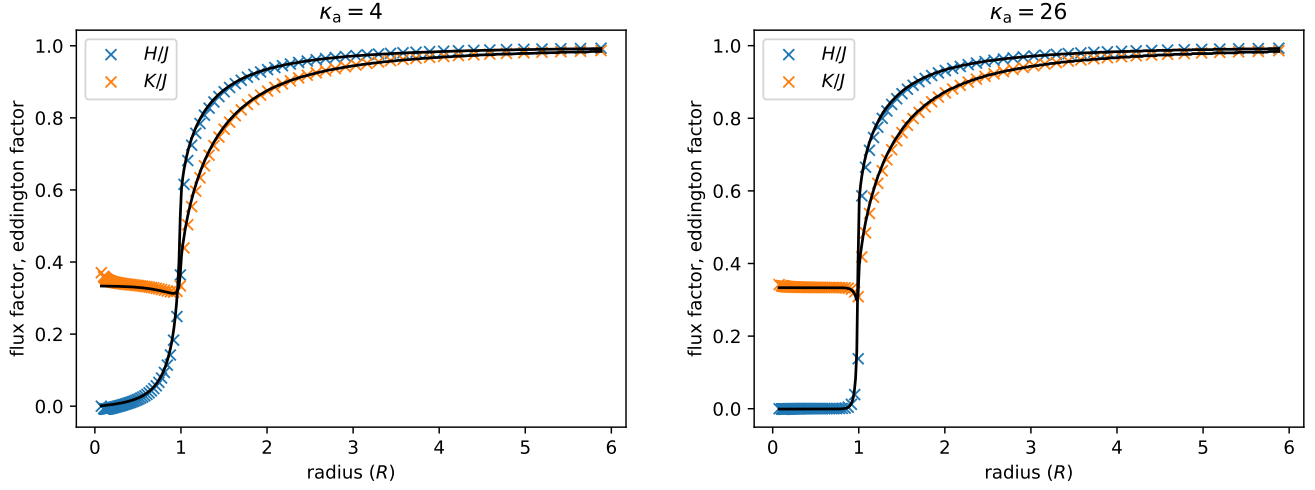 κa = 4
H/J
K/J
flux factor, eddington factor
1.0
0.8
0.6
0.4
0.2
0.0
0 1 2 3 4 5 6
radius (R)
κa = 26
H/J
K/J
flux factor, eddington factor
1.0
0.8
0.6
0.4
0.2
0.0
0 1 2 3 4 5 6
radius (R)